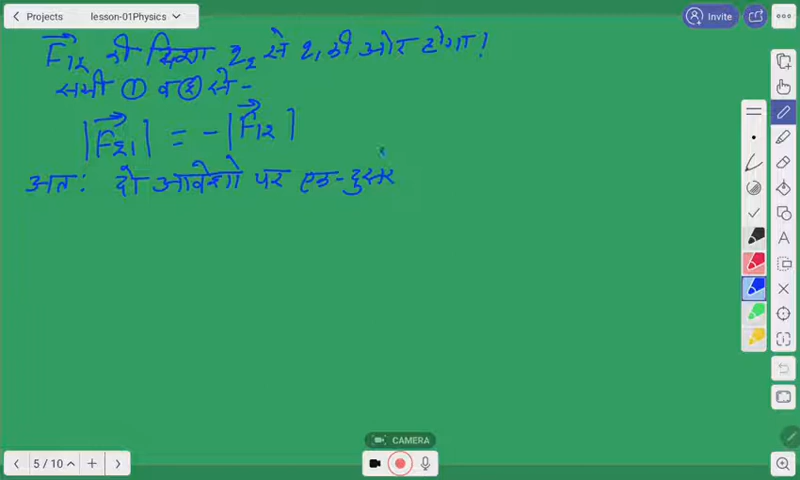 Projects lesson-01Physics Invite
F₁₂ की दिशा q₂ से q₁ की ओर होगा!
समी ① व ② से -
|F₂₁| = - |F₁₂|
अतः दो आवेशो पर एक-दुसर
CAMERA
5/10